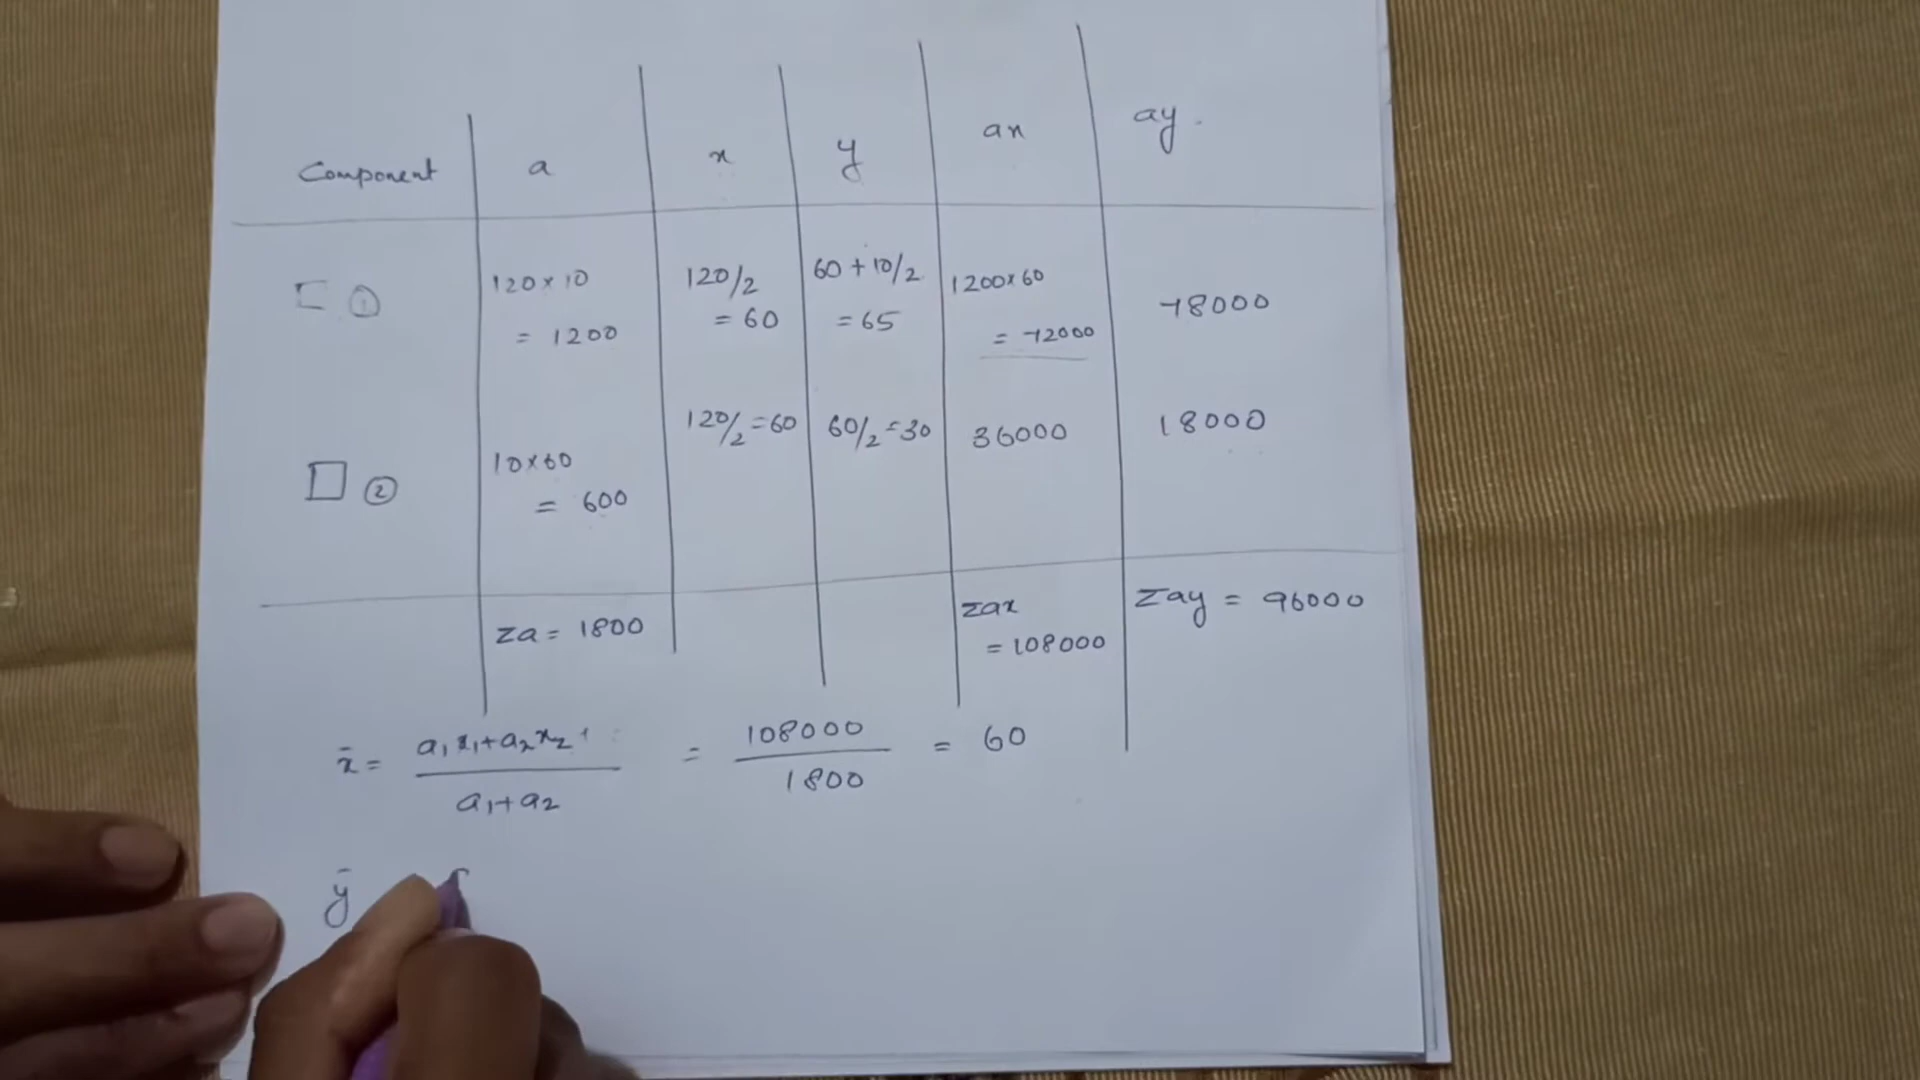 Component a x y ax ay.
① 120×10 = 1200 120/2 = 60 60+10/2 = 65 1200×60 = 72000 78000
② 10×60 = 600 120/2=60 60/2=30 36000 18000
Σa = 1800 Σax = 108000 Σay = 96000
x̄ = a₁x₁+a₂x₂ / a₁+a₂ = 108000 / 1800 = 60
ȳ